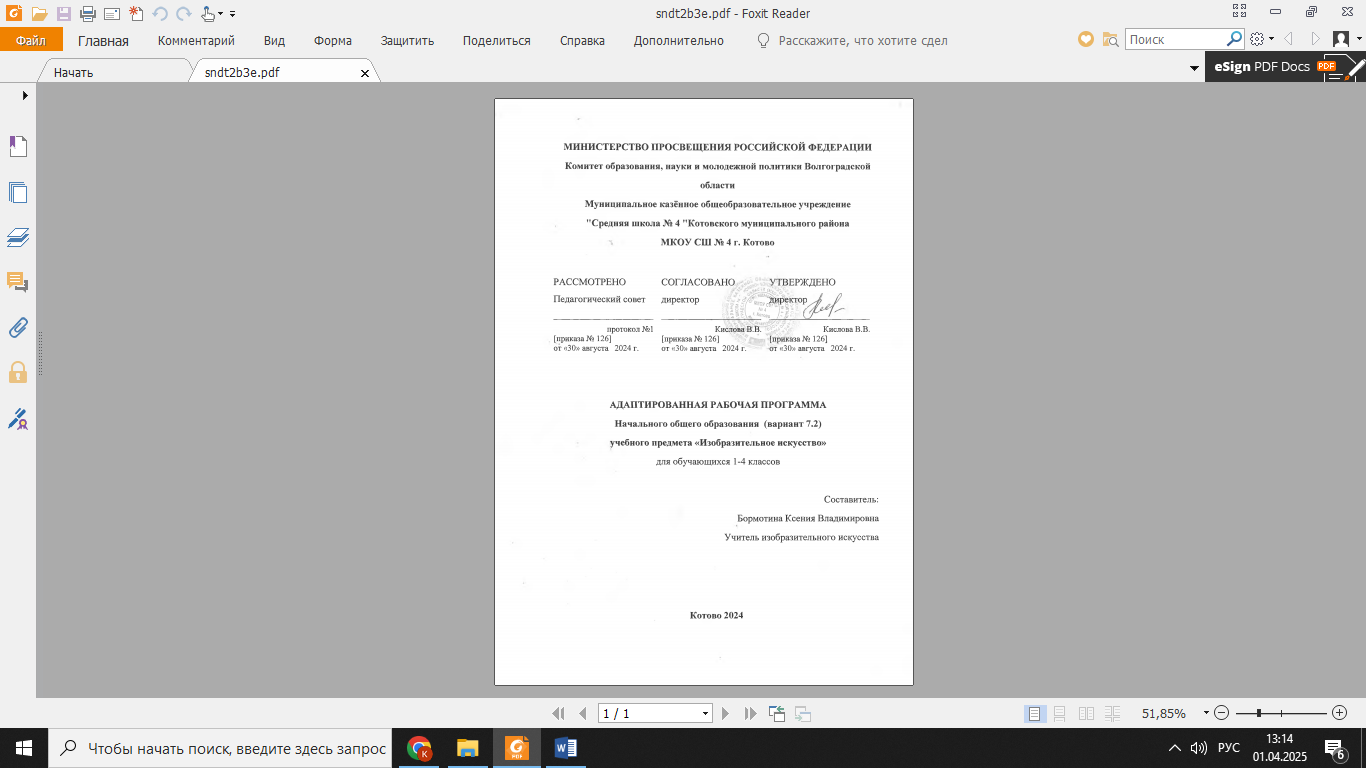 sndt2b3e.pdf - Foxit Reader
Файл Главная Комментарий Вид Форма Защитить Поделиться Справка Дополнительно Расскажите, что хотите сдел Поиск
Начать sndt2b3e.pdf eSign PDF Docs PDF
МИНИСТЕРСТВО ПРОСВЕЩЕНИЯ РОССИЙСКОЙ ФЕДЕРАЦИИ
Комитет образования, науки и молодежной политики Волгоградской
области
Муниципальное казённое общеобразовательное учреждение
"Средняя школа № 4 "Котовского муниципального района
МКОУ СШ № 4 г. Котово
РАССМОТРЕНО СОГЛАСОВАНО УТВЕРЖДЕНО
Педагогический совет директор директор
протокол №1 Кислова В.В. Кислова В.В.
[приказа № 126] [приказа № 126] [приказа № 126]
от «30» августа 2024 г. от «30» августа 2024 г. от «30» августа 2024 г.
АДАПТИРОВАННАЯ РАБОЧАЯ ПРОГРАММА
Начального общего образования (вариант 7.2)
учебного предмета «Изобразительное искусство»
для обучающихся 1-4 классов
Составитель:
Бормотина Ксения Владимировна
Учитель изобразительного искусства
Котово 2024
1 / 1 51,85%
Чтобы начать поиск, введите здесь запрос K PDF W РУС 13:14
01.04.2025 6